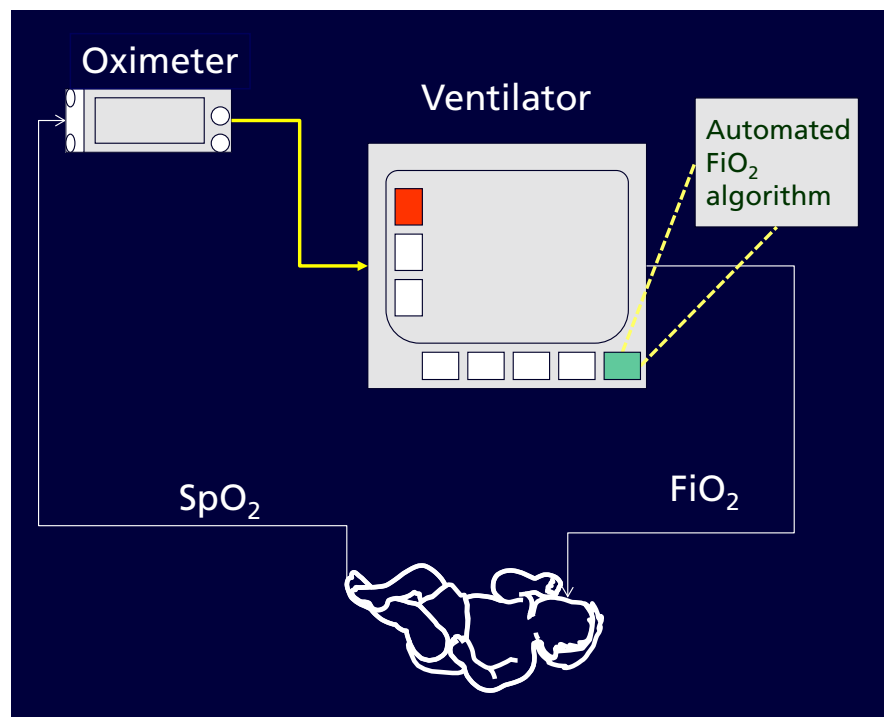 Oximeter
Ventilator
Automated
FiO₂
algorithm
SpO₂
FiO₂